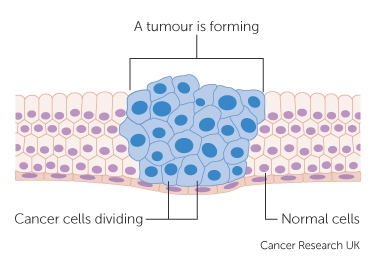 A tumour is forming
Cancer cells dividing
Normal cells
Cancer Research UK